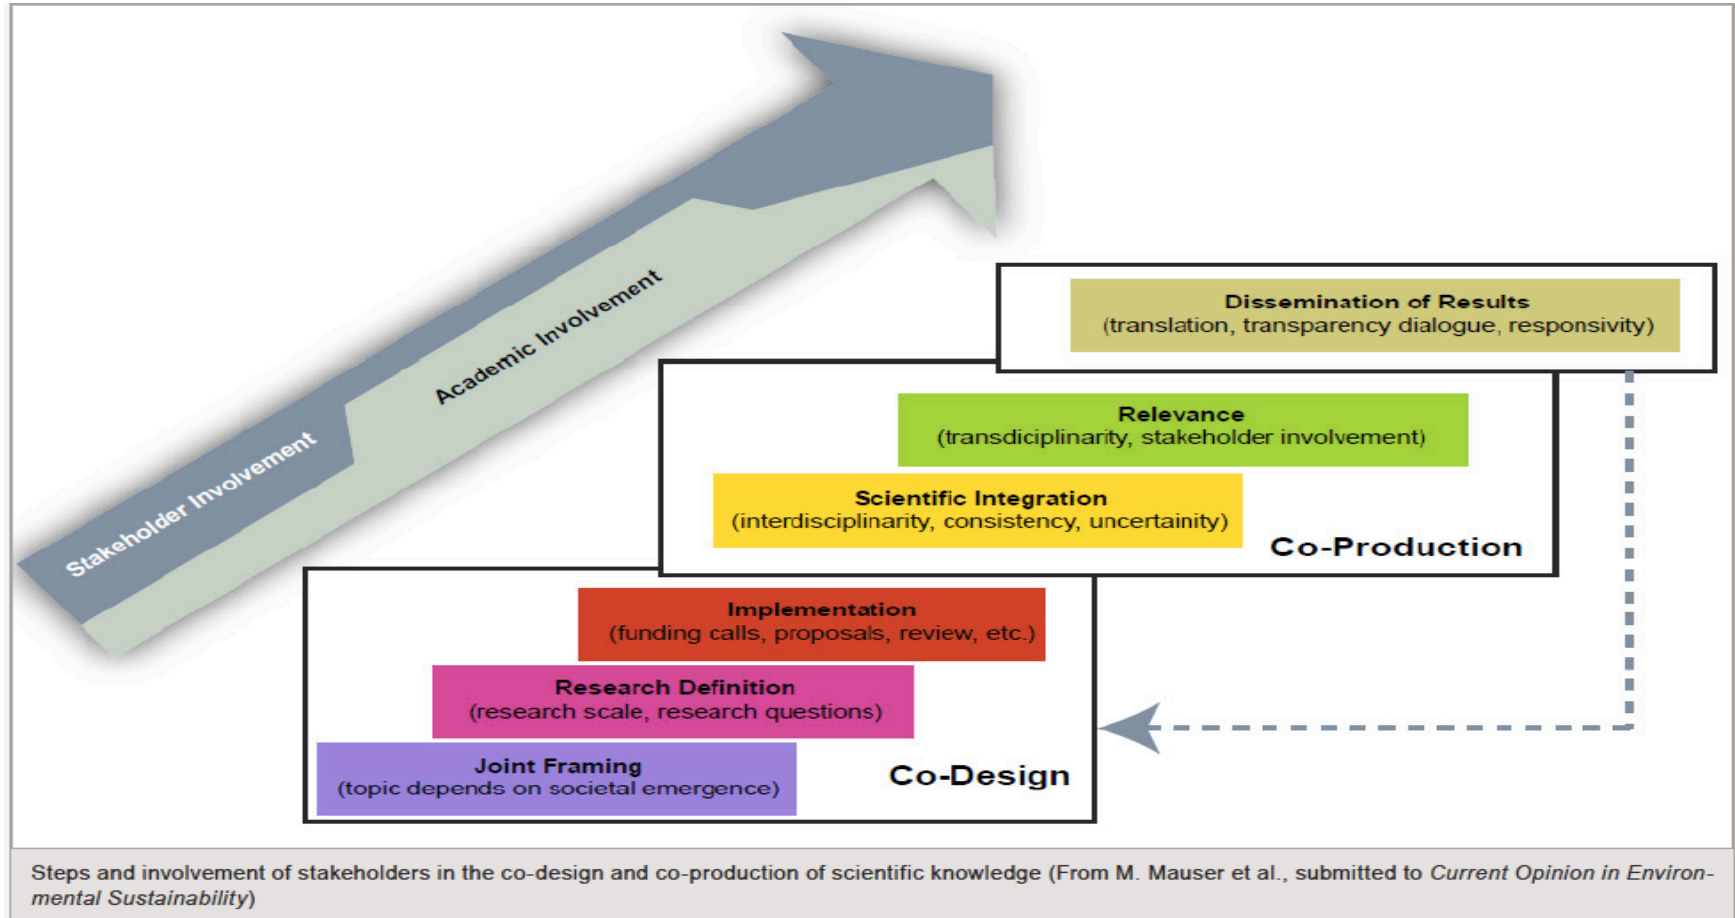 Stakeholder Involvement
Academic Involvement
Dissemination of Results
(translation, transparency dialogue, responsivity)
Relevance
(transdiciplinarity, stakeholder involvement)
Scientific Integration
(interdisciplinarity, consistency, uncertainity)
Co-Production
Implementation
(funding calls, proposals, review, etc.)
Research Definition
(research scale, research questions)
Joint Framing
(topic depends on societal emergence)
Co-Design
Steps and involvement of stakeholders in the co-design and co-production of scientific knowledge (From M. Mauser et al., submitted to Current Opinion in Environ-
mental Sustainability)